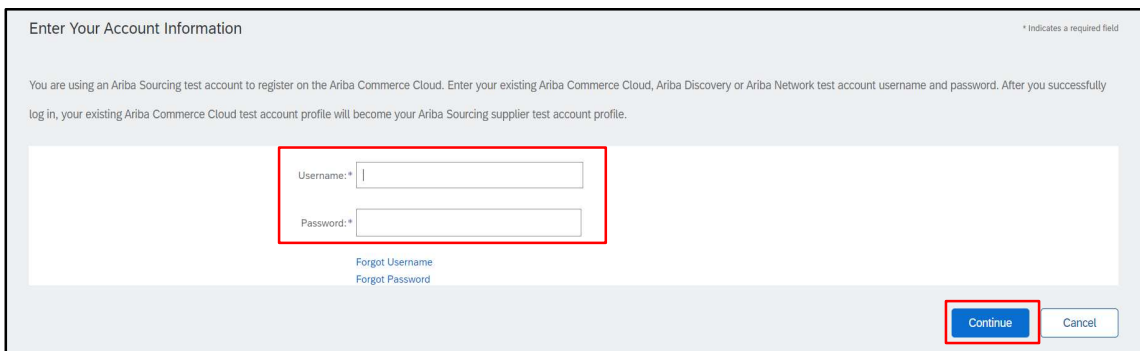 Enter Your Account Information
* Indicates a required field
You are using an Ariba Sourcing test account to register on the Ariba Commerce Cloud. Enter your existing Ariba Commerce Cloud, Ariba Discovery or Ariba Network test account username and password. After you successfully
log in, your existing Ariba Commerce Cloud test account profile will become your Ariba Sourcing supplier test account profile.
Username:*
Password:*
Forgot Username
Forgot Password
Continue Cancel